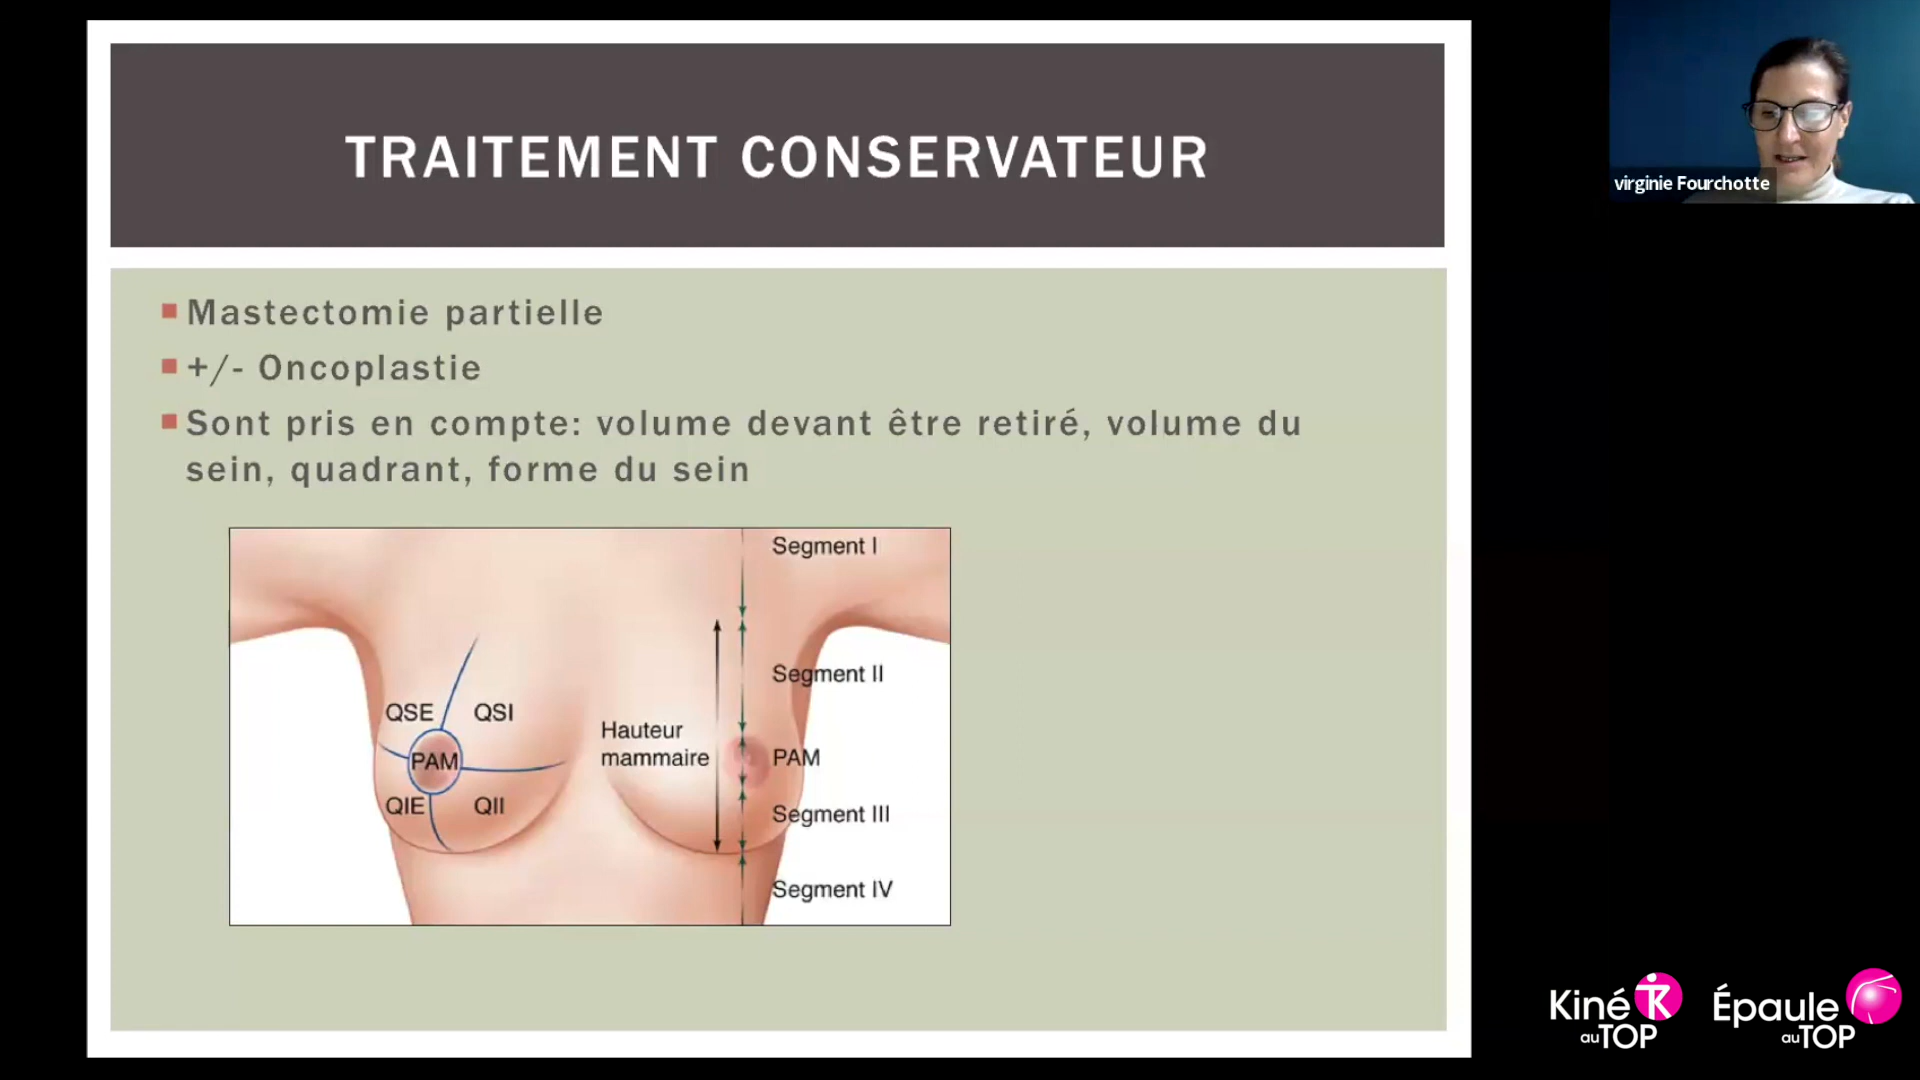 TRAITEMENT CONSERVATEUR
virginie Fourchotte
Mastectomie partielle
+/- Oncoplastie
Sont pris en compte: volume devant être retiré, volume du
sein, quadrant, forme du sein
Segment I
Segment II
QSE
QSI
Hauteur
mammaire
PAM
PAM
QIE
QII
Segment III
Segment IV
Kiné
au TOP
Épaule
au TOP